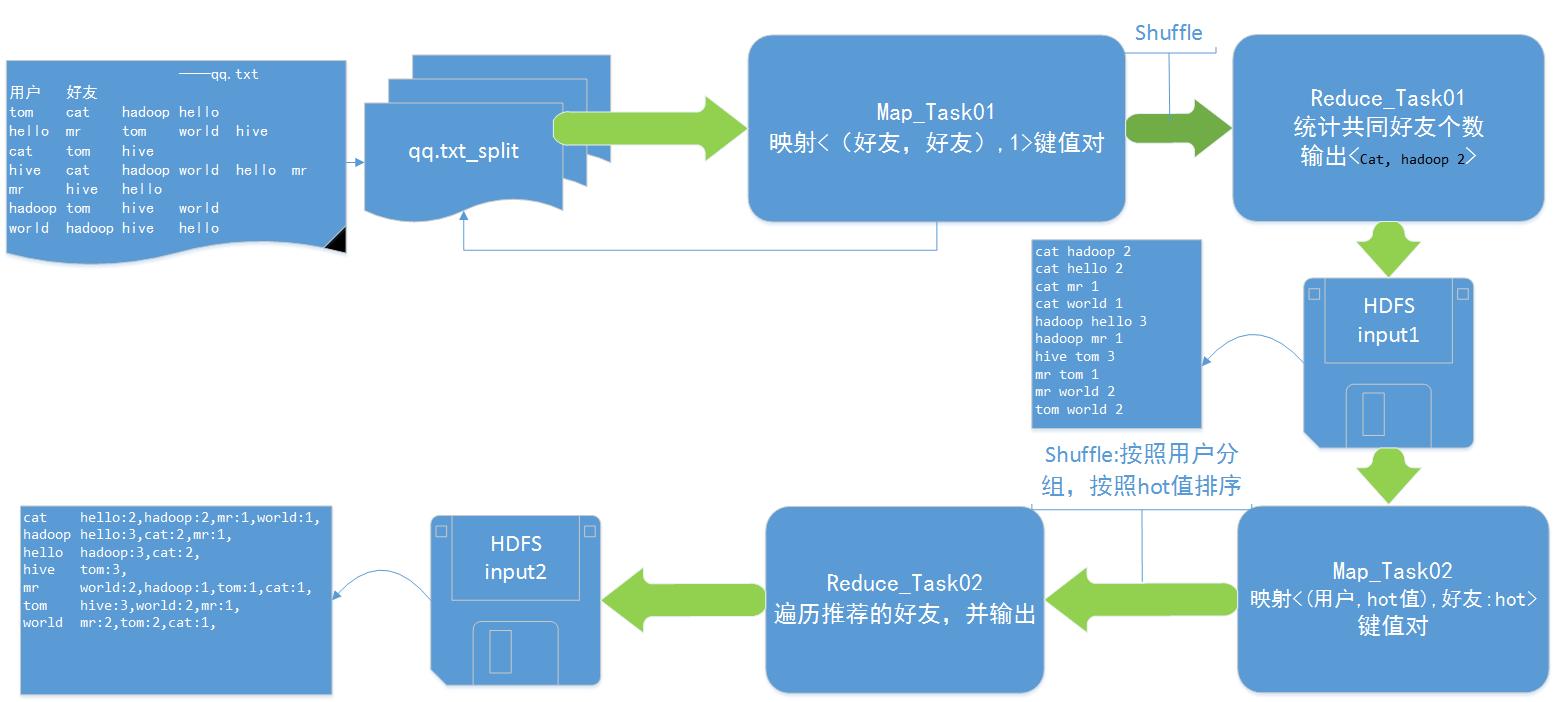 ——qq.txt
用户 好友
tom cat hadoop hello
hello mr tom world hive
cat tom hive
hive cat hadoop world hello mr
mr hive hello
hadoop tom hive world
world hadoop hive hello
qq.txt_split
Map_Task01
映射<（好友，好友）,1>键值对
Shuffle
Reduce_Task01
统计共同好友个数
输出<Cat, hadoop 2>
HDFS
input1
cat hadoop 2
cat hello 2
cat mr 1
cat world 1
hadoop hello 3
hadoop mr 1
hive tom 3
mr tom 1
mr world 2
tom world 2
Map_Task02
映射<(用户,hot值),好友:hot>
键值对
Shuffle:按照用户分
组，按照hot值排序
Reduce_Task02
遍历推荐的好友，并输出
HDFS
input2
cat hello:2,hadoop:2,mr:1,world:1,
hadoop hello:3,cat:2,mr:1,
hello hadoop:3,cat:2,
hive tom:3,
mr world:2,hadoop:1,tom:1,cat:1,
tom hive:3,world:2,mr:1,
world mr:2,tom:2,cat:1,